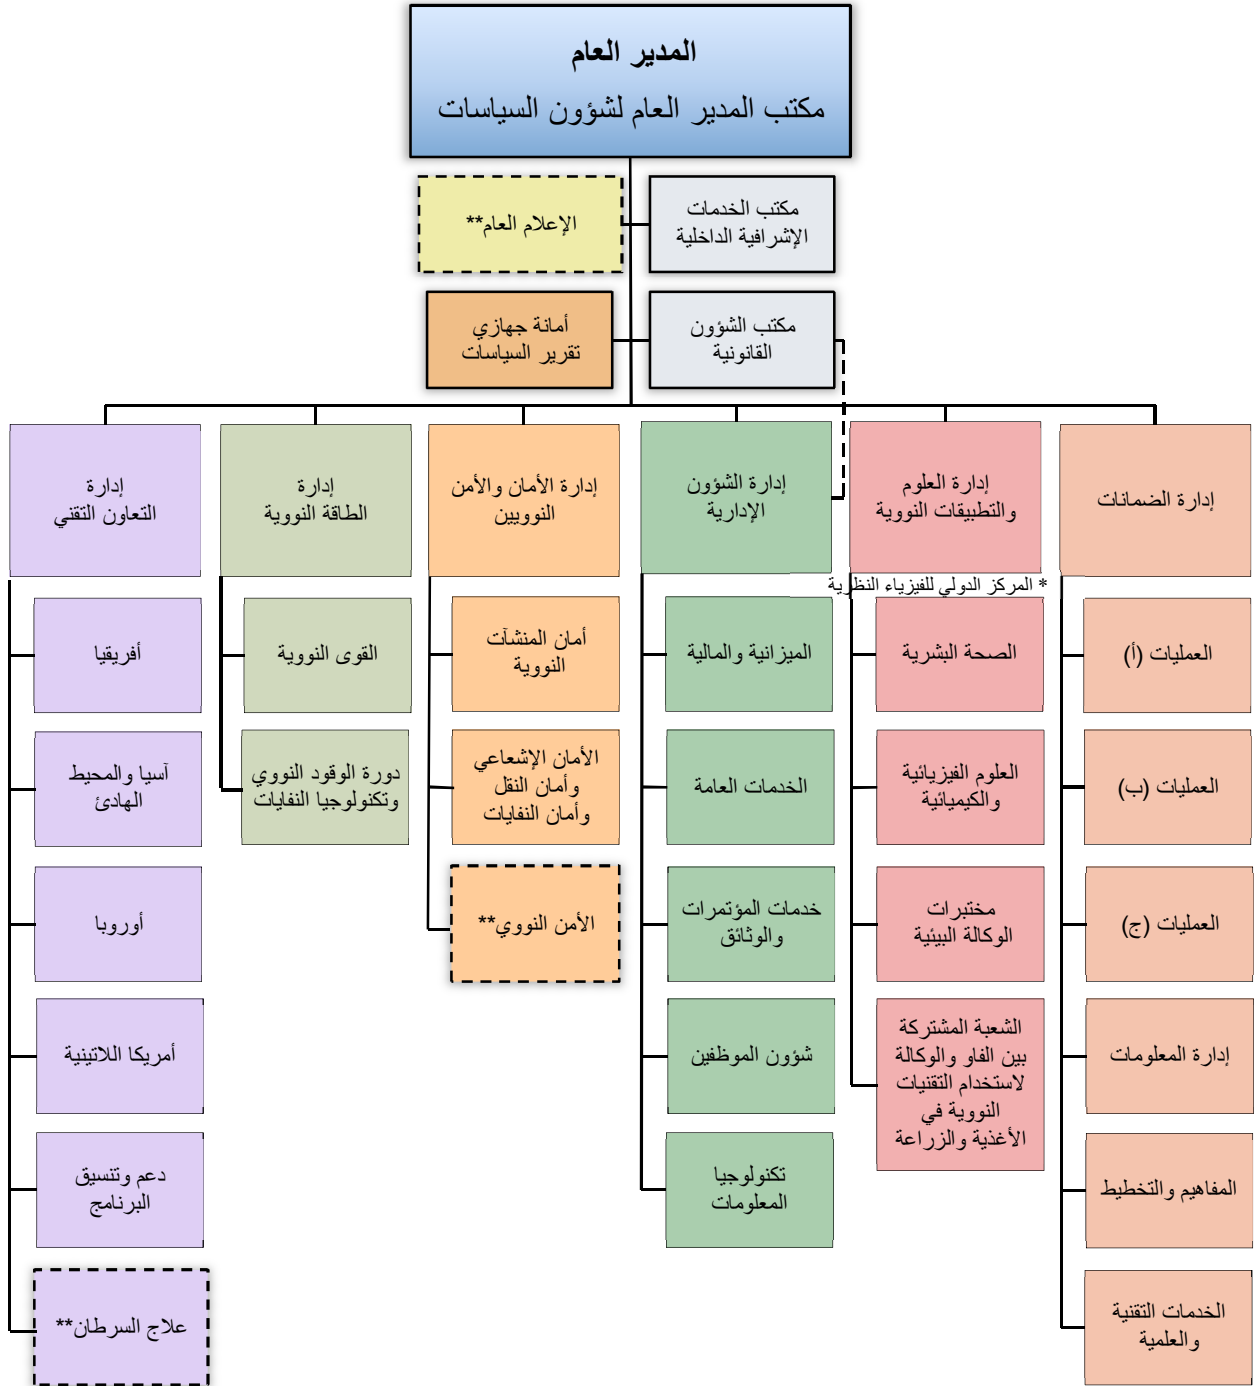 المدير العام
مكتب المدير العام لشؤون السياسات
مكتب الخدمات
الإشرافية الداخلية
الإعلام العام**
مكتب الشؤون
القانونية
أمانة جهازي
تقرير السياسات
إدارة الضمانات
إدارة العلوم
والتطبيقات النووية
إدارة الشؤون
الإدارية
إدارة الأمان والأمن
النوويين
إدارة
الطاقة النووية
إدارة
التعاون التقني
* المركز الدولي للفيزياء النظرية
العمليات (أ)
العمليات (ب)
العمليات (ج)
إدارة المعلومات
المفاهيم والتخطيط
الخدمات التقنية
والعلمية
الصحة البشرية
العلوم الفيزيائية
والكيميائية
مختبرات
الوكالة البيئية
الشعبة المشتركة
بين الفاو والوكالة
لاستخدام التقنيات
النووية في
الأغذية والزراعة
الميزانية والمالية
الخدمات العامة
خدمات المؤتمرات
والوثائق
شؤون الموظفين
تكنولوجيا
المعلومات
أمان المنشآت
النووية
الأمان الإشعاعي
وأمان النقل
وأمان النفايات
الأمن النووي**
القوى النووية
دورة الوقود النووي
وتكنولوجيا النفايات
أفريقيا
آسيا والمحيط
الهادئ
أوروبا
أمريكا اللاتينية
دعم وتنسيق
البرنامج
علاج السرطان**